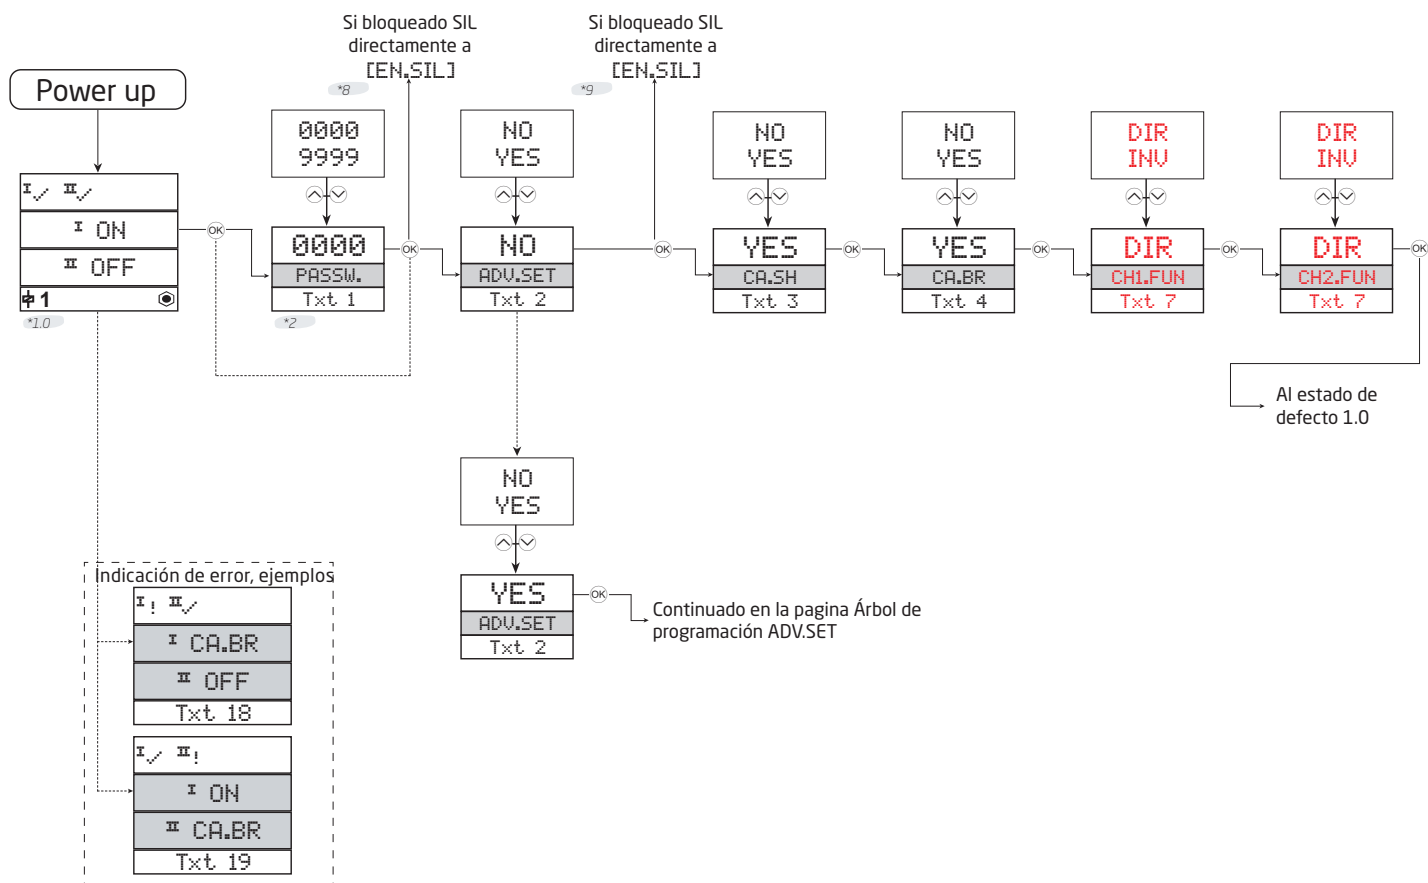 Si bloqueado SIL
directamente a
[EN.SIL]
*8
Si bloqueado SIL
directamente a
[EN.SIL]
*9
Power up
0000
9999
NO
YES
NO
YES
NO
YES
DIR
INV
DIR
INV
I II
I ON
II OFF
1
*1.0
OK
0000
PASSW.
Txt 1
*2
OK
NO
ADV.SET
Txt 2
OK
YES
CA.SH
Txt 3
OK
YES
CA.BR
Txt 4
OK
DIR
CH1.FUN
Txt 7
OK
DIR
CH2.FUN
Txt 7
OK
Al estado de
defecto 1.0
NO
YES
YES
ADV.SET
Txt 2
OK
Continuado en la pagina Árbol de
programación ADV.SET
Indicación de error, ejemplos
I! II
I CA.BR
II OFF
Txt 18
I II!
I ON
II CA.BR
Txt 19